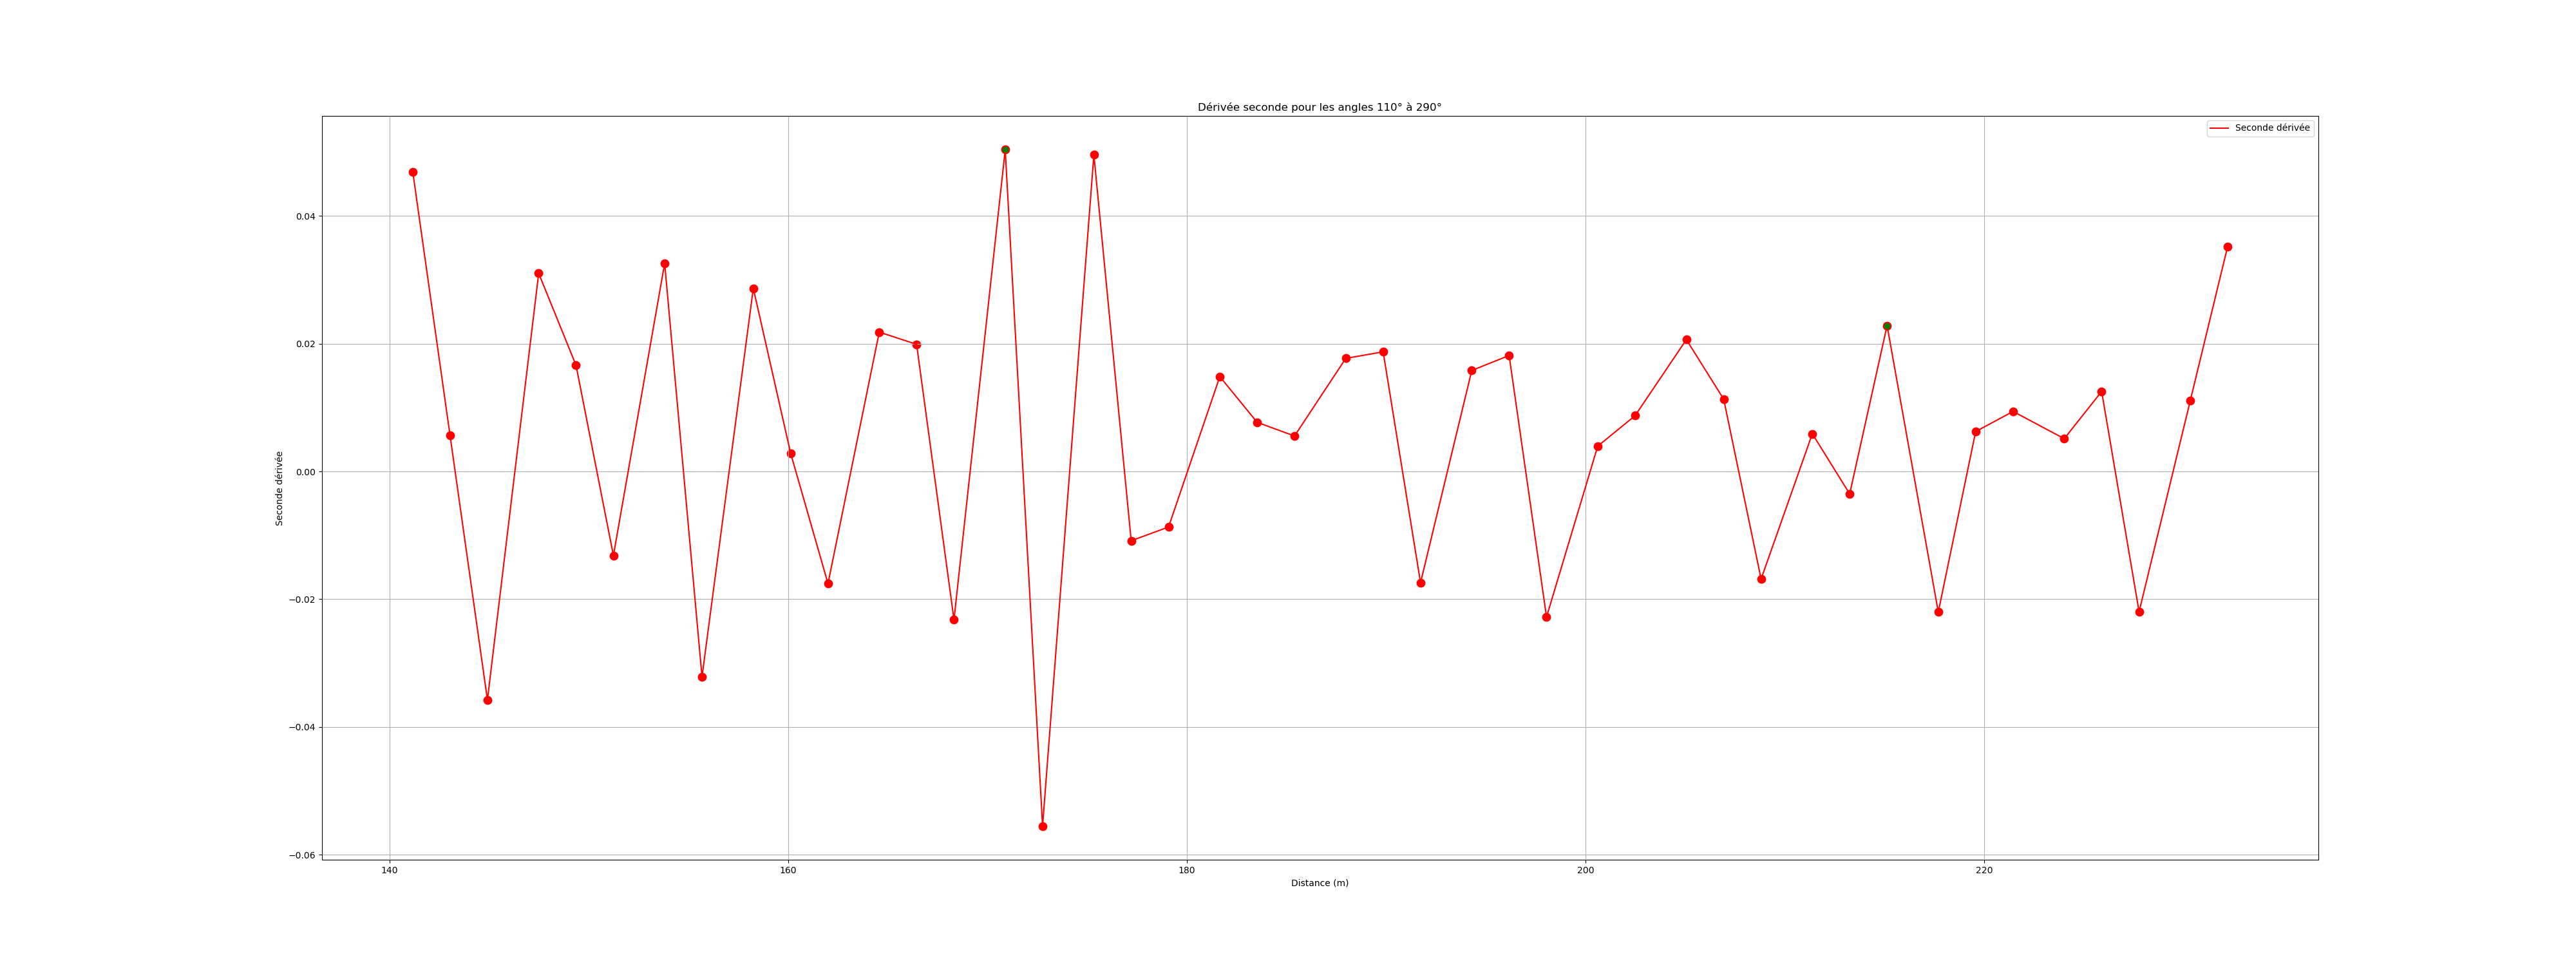 Dérivée seconde pour les angles 110° à 290°
Seconde dérivée
0.04
0.02
0.00
−0.02
−0.04
−0.06
Seconde dérivée
140
160
180
200
220
Distance (m)